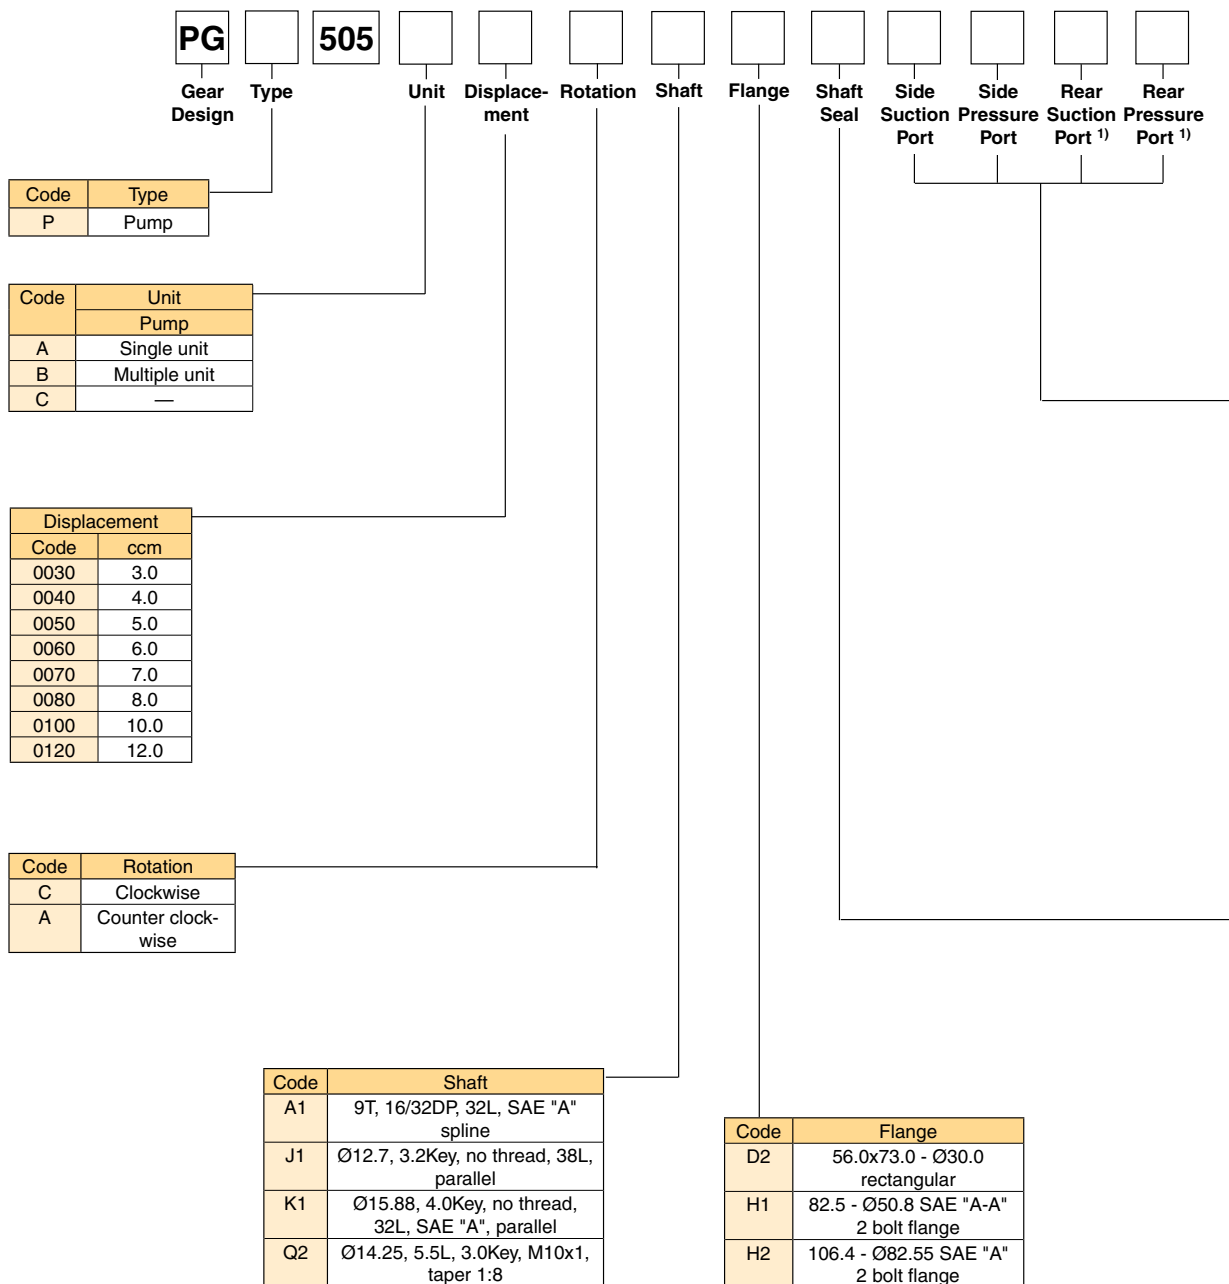 PG 505
Gear Design
Type
Unit
Displace-
ment
Rotation
Shaft
Flange
Shaft
Seal
Side
Suction
Port
Side
Pressure
Port
Rear
Suction
Port 1)
Rear
Pressure
Port 1)
Code Type
P Pump
Code Unit
Pump
A Single unit
B Multiple unit
C —
Displacement
Code ccm
0030 3.0
0040 4.0
0050 5.0
0060 6.0
0070 7.0
0080 8.0
0100 10.0
0120 12.0
Code Rotation
C Clockwise
A Counter clock-
wise
Code Shaft
A1 9T, 16/32DP, 32L, SAE "A"
spline
J1 Ø12.7, 3.2Key, no thread, 38L,
parallel
K1 Ø15.88, 4.0Key, no thread,
32L, SAE "A", parallel
Q2 Ø14.25, 5.5L, 3.0Key, M10x1,
taper 1:8
Code Flange
D2 56.0x73.0 - Ø30.0
rectangular
H1 82.5 - Ø50.8 SAE "A-A"
2 bolt flange
H2 106.4 - Ø82.55 SAE "A"
2 bolt flange